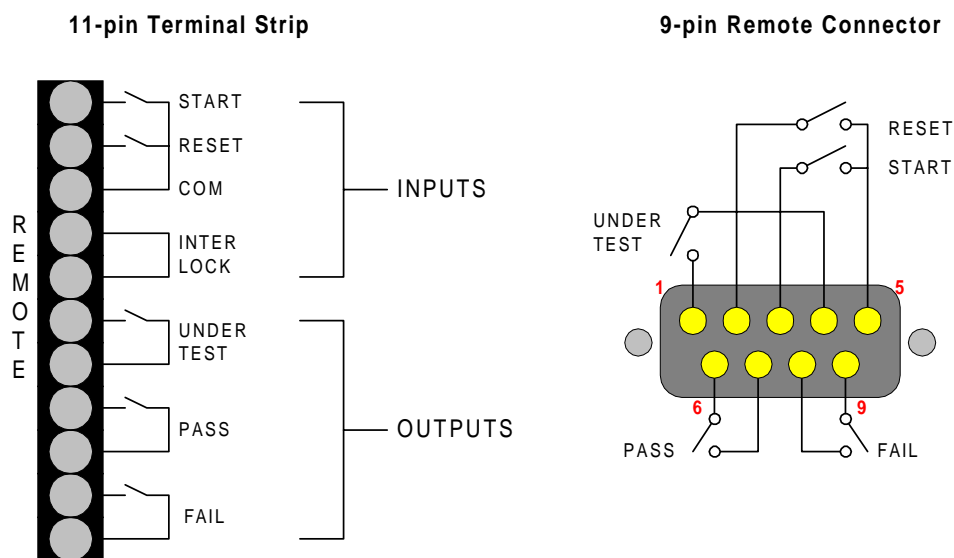 11-pin Terminal Strip
START
RESET
COM
INTER
LOCK
INPUTS
UNDER
TEST
PASS
FAIL
OUTPUTS
REMOTE
9-pin Remote Connector
RESET
START
UNDER
TEST
1
5
6
9
PASS
FAIL